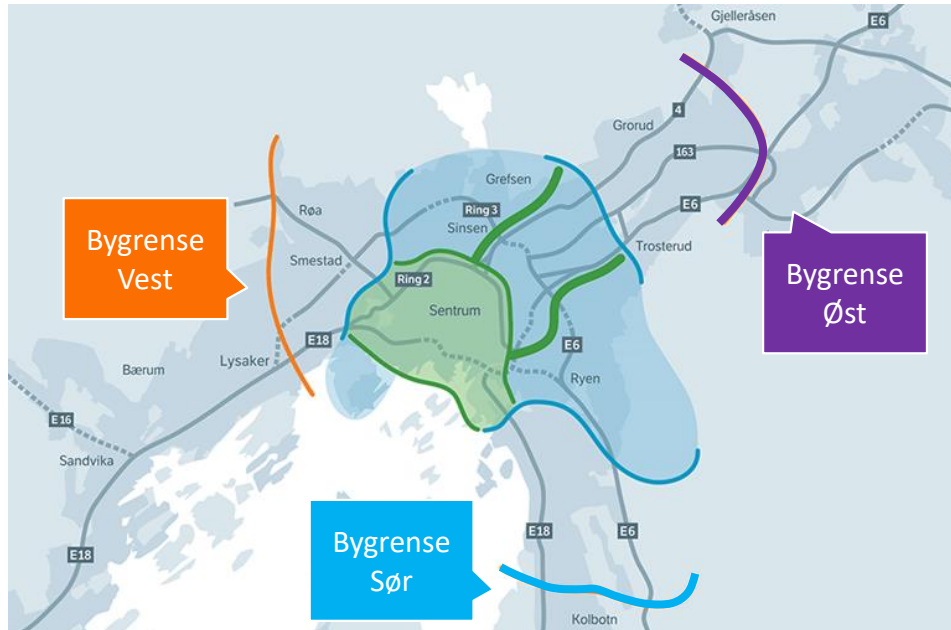 Gjelleråsen
E6
4
Grorud
163
Grefsen
Røa
Ring 3
Sinsen
E6
Bygrense
Vest
Trosterud
Bygrense
Øst
Smestad
Ring 2
Sentrum
E18
Lysaker
E6
Bærum
Ryen
E16
Sandvika
E18
E18
E6
Bygrense
Sør
Kolbotn